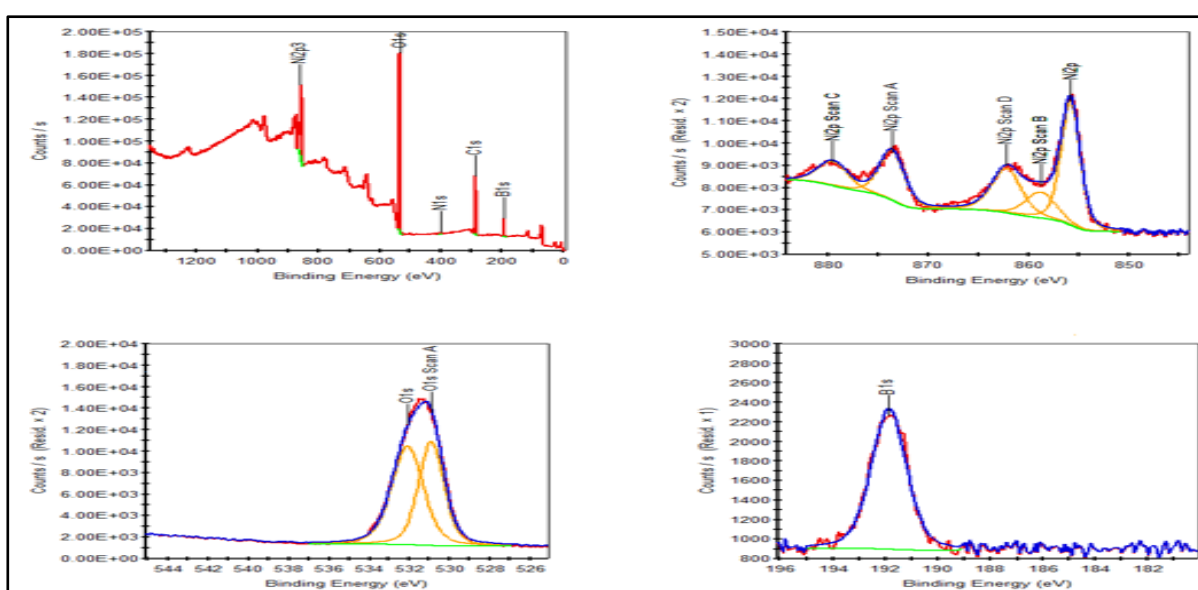 2.00E+05
1.80E+05
1.60E+05
1.40E+05
1.20E+05
1.00E+05
8.00E+04
6.00E+04
4.00E+04
2.00E+04
0.00E+00
Counts / s
Ni2p3
O1s
N1s
C1s
B1s
1200 1000 800 600 400 200 0
Binding Energy (eV)
1.50E+04
1.30E+04
1.20E+04
1.10E+04
9.00E+03
8.00E+03
7.00E+03
6.00E+03
5.00E+03
Counts / s (Resid. × 2)
Ni2p Scan C
Ni2p Scan A
Ni2p Scan D
Ni2p Scan B
Ni2p
880 870 860 850
Binding Energy (eV)
2.00E+04
1.80E+04
1.60E+04
1.40E+04
1.20E+04
1.00E+04
8.00E+03
6.00E+03
4.00E+03
2.00E+03
0.00E+00
Counts / s (Resid. × 2)
O1s
O1s Scan A
544 542 540 538 536 534 532 530 528 526
Binding Energy (eV)
3000
2800
2600
2400
2200
2000
1800
1600
1400
1200
1000
800
Counts / s (Resid. × 1)
B1s
196 194 192 190 188 186 184 182
Binding Energy (eV)